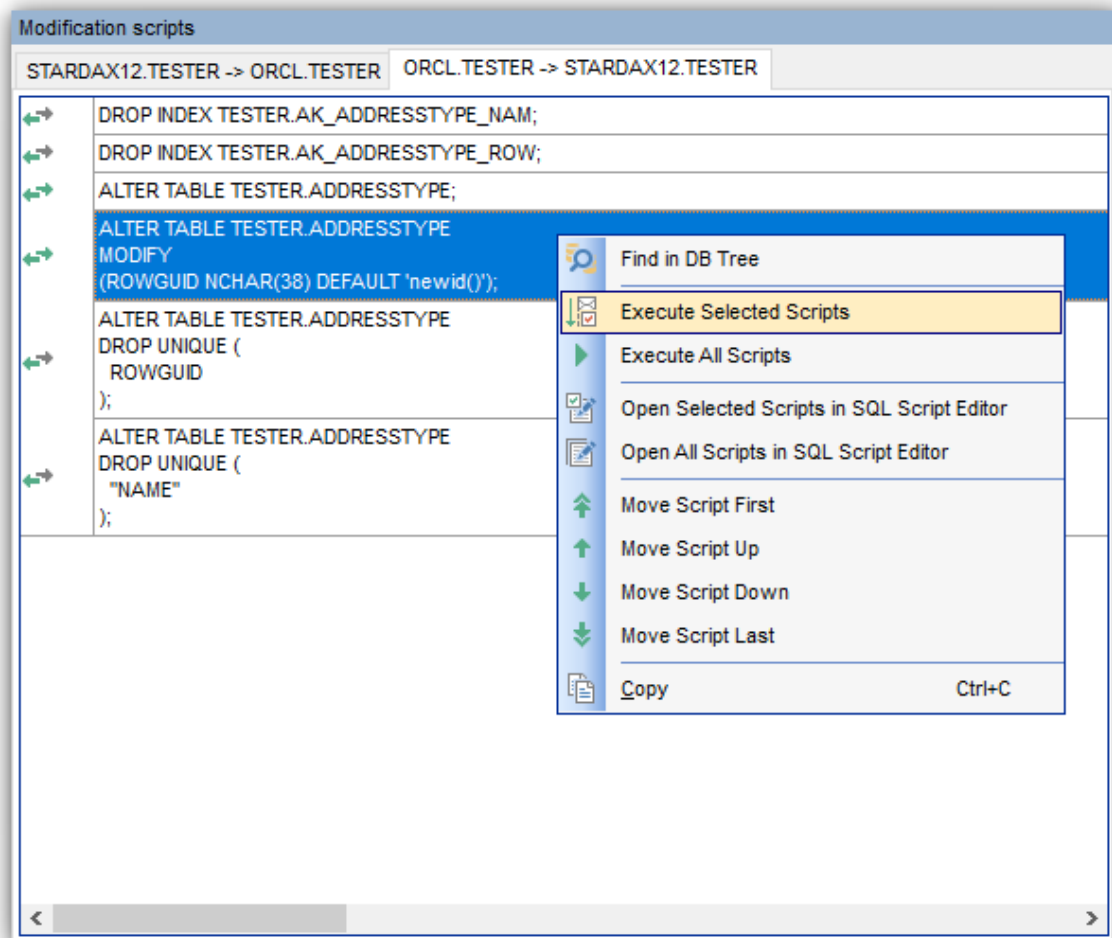 Modification scripts
STARDAX12.TESTER -> ORCL.TESTER
ORCL.TESTER -> STARDAX12.TESTER
DROP INDEX TESTER.AK_ADDRESSTYPE_NAM;
DROP INDEX TESTER.AK_ADDRESSTYPE_ROW;
ALTER TABLE TESTER.ADDRESSTYPE;
ALTER TABLE TESTER.ADDRESSTYPE
MODIFY
(ROWGUID NCHAR(38) DEFAULT 'newid()');
ALTER TABLE TESTER.ADDRESSTYPE
DROP UNIQUE (
ROWGUID
);
ALTER TABLE TESTER.ADDRESSTYPE
DROP UNIQUE (
"NAME"
);
Find in DB Tree
Execute Selected Scripts
Execute All Scripts
Open Selected Scripts in SQL Script Editor
Open All Scripts in SQL Script Editor
Move Script First
Move Script Up
Move Script Down
Move Script Last
Copy Ctrl+C